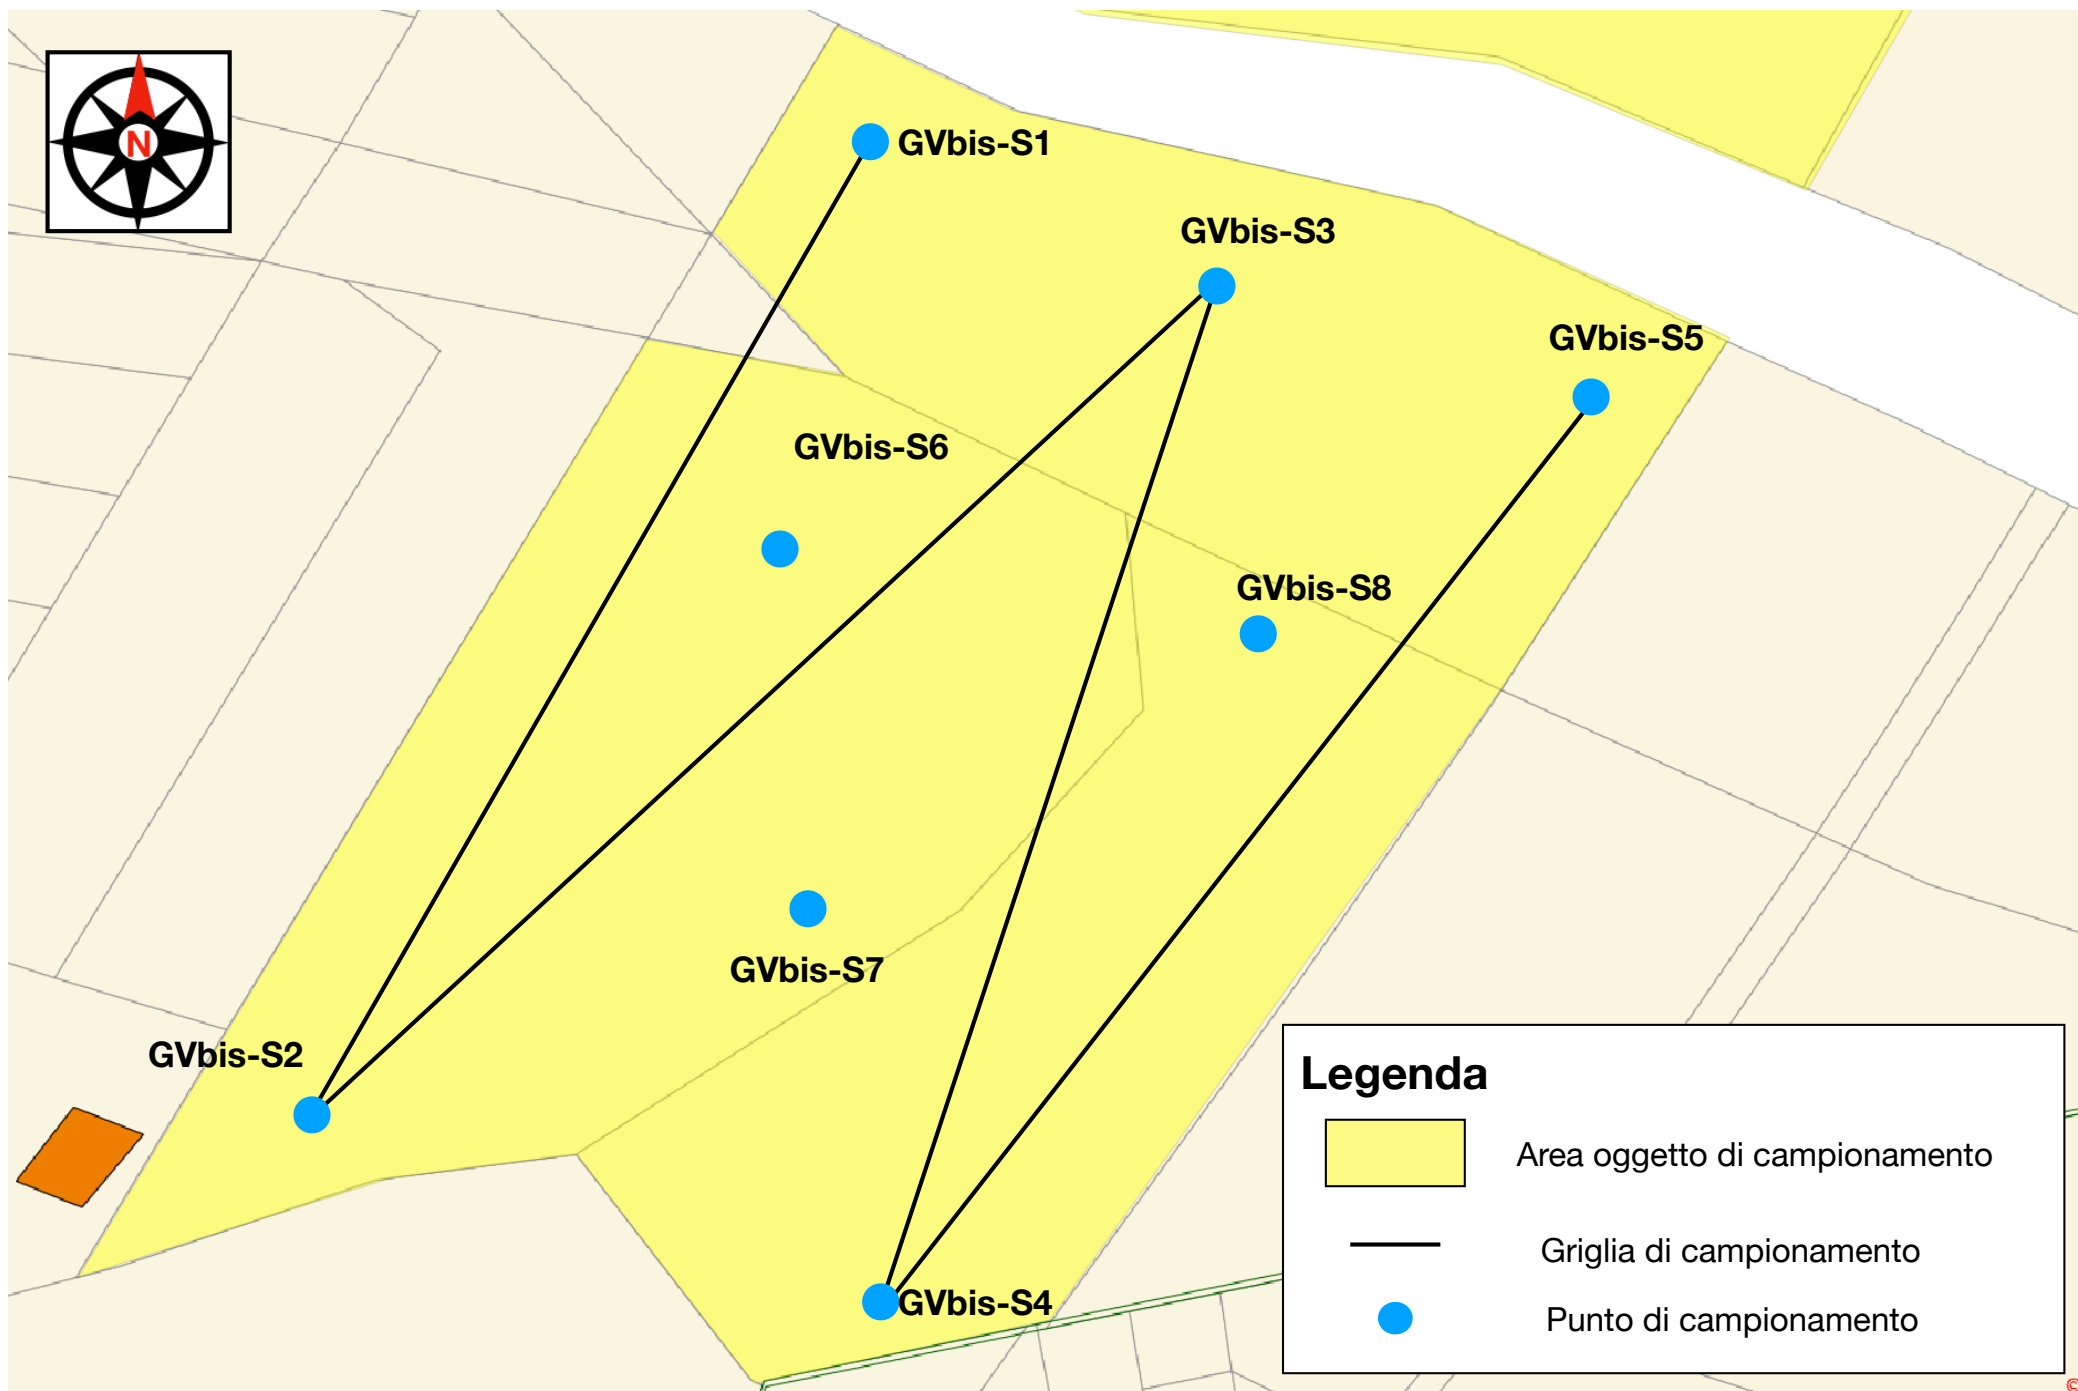 N
GVbis-S1
GVbis-S3
GVbis-S5
GVbis-S6
GVbis-S8
GVbis-S7
GVbis-S2
GVbis-S4
Legenda
Area oggetto di campionamento
Griglia di campionamento
Punto di campionamento
©